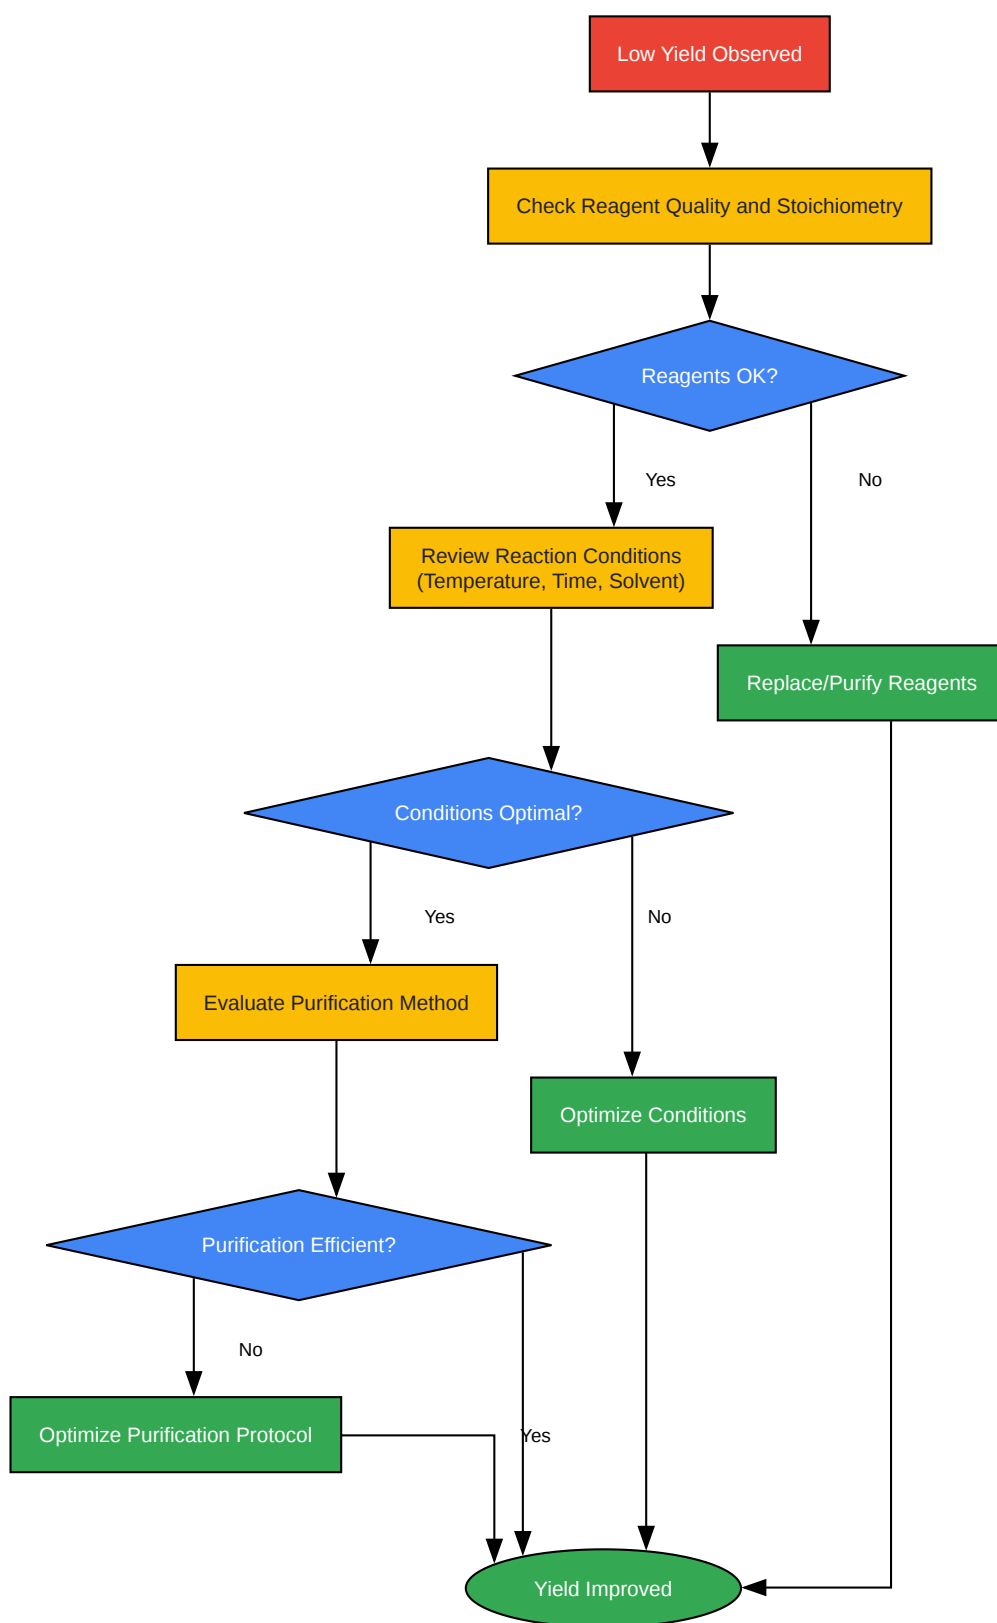 Low Yield Observed
Check Reagent Quality and Stoichiometry
Reagents OK?
Yes
No
Review Reaction Conditions
(Temperature, Time, Solvent)
Replace/Purify Reagents
Conditions Optimal?
Yes
No
Evaluate Purification Method
Optimize Conditions
Purification Efficient?
No
Optimize Purification Protocol
Yes
Yield Improved